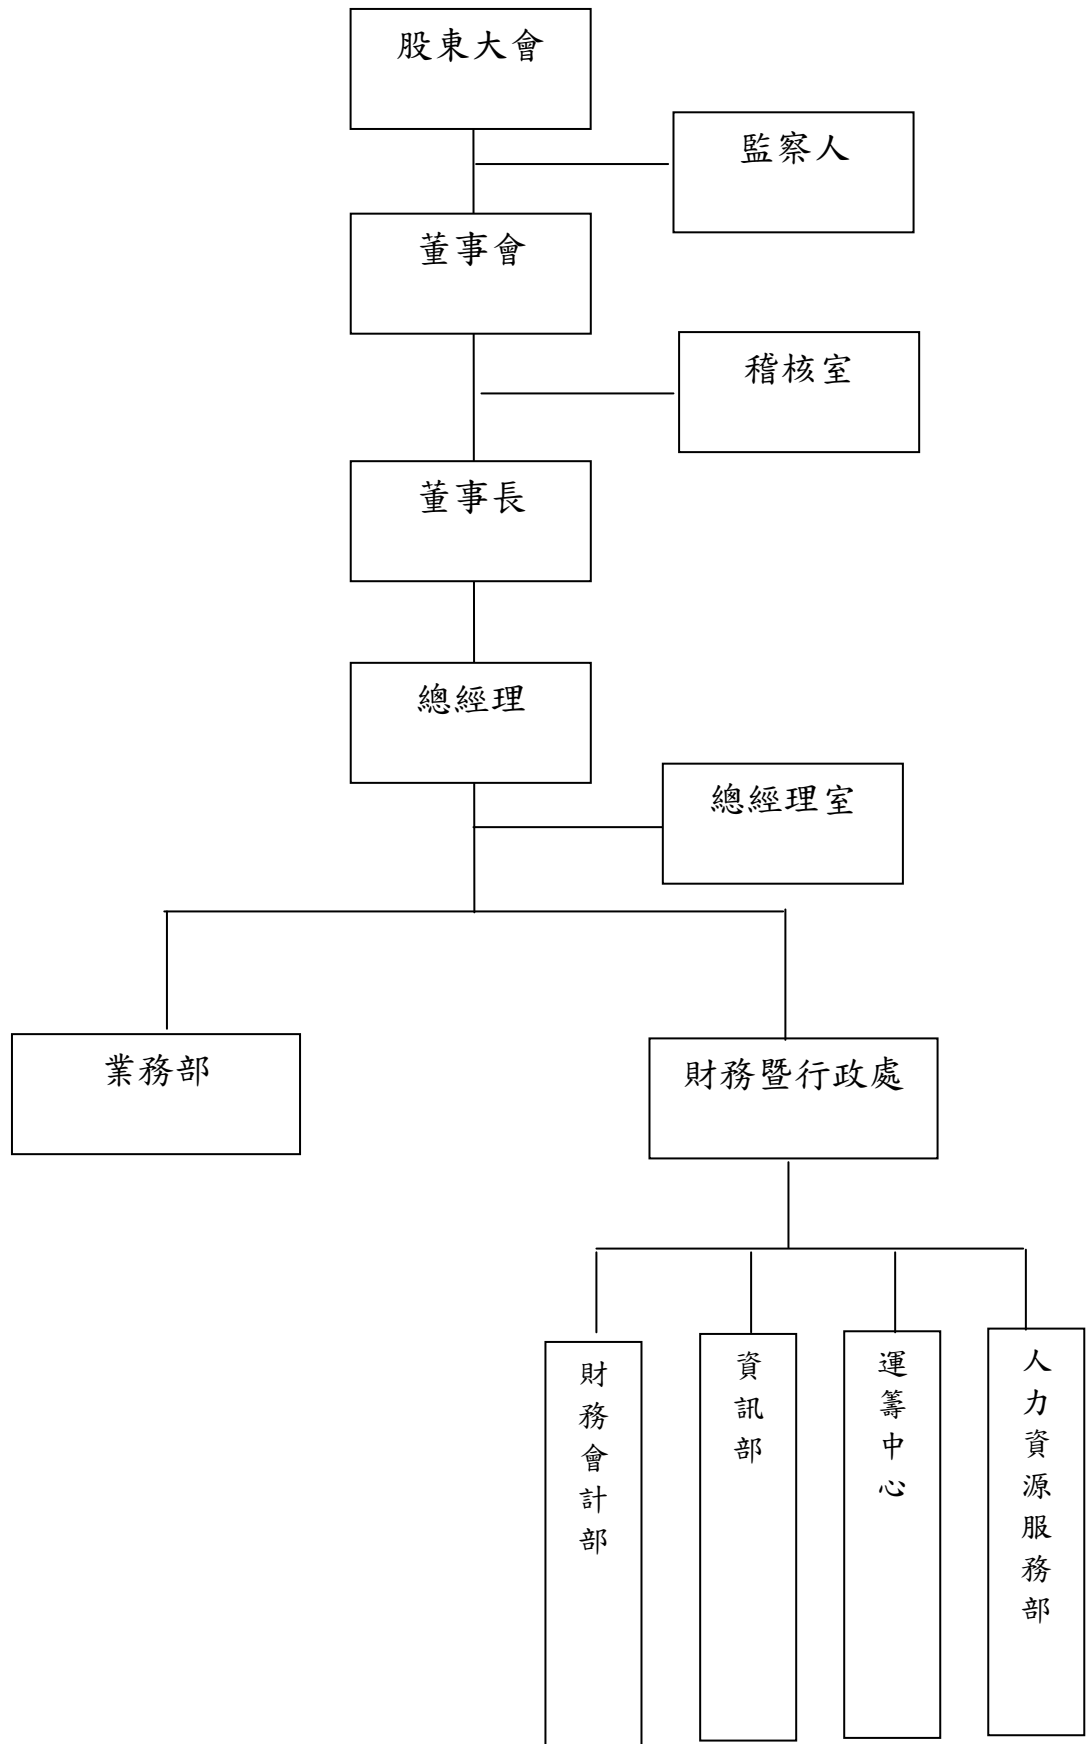 股東大會
監察人
董事會
稽核室
董事長
總經理
總經理室
業務部
財務暨行政處
財務會計部
資訊部
運籌中心
人力資源服務部